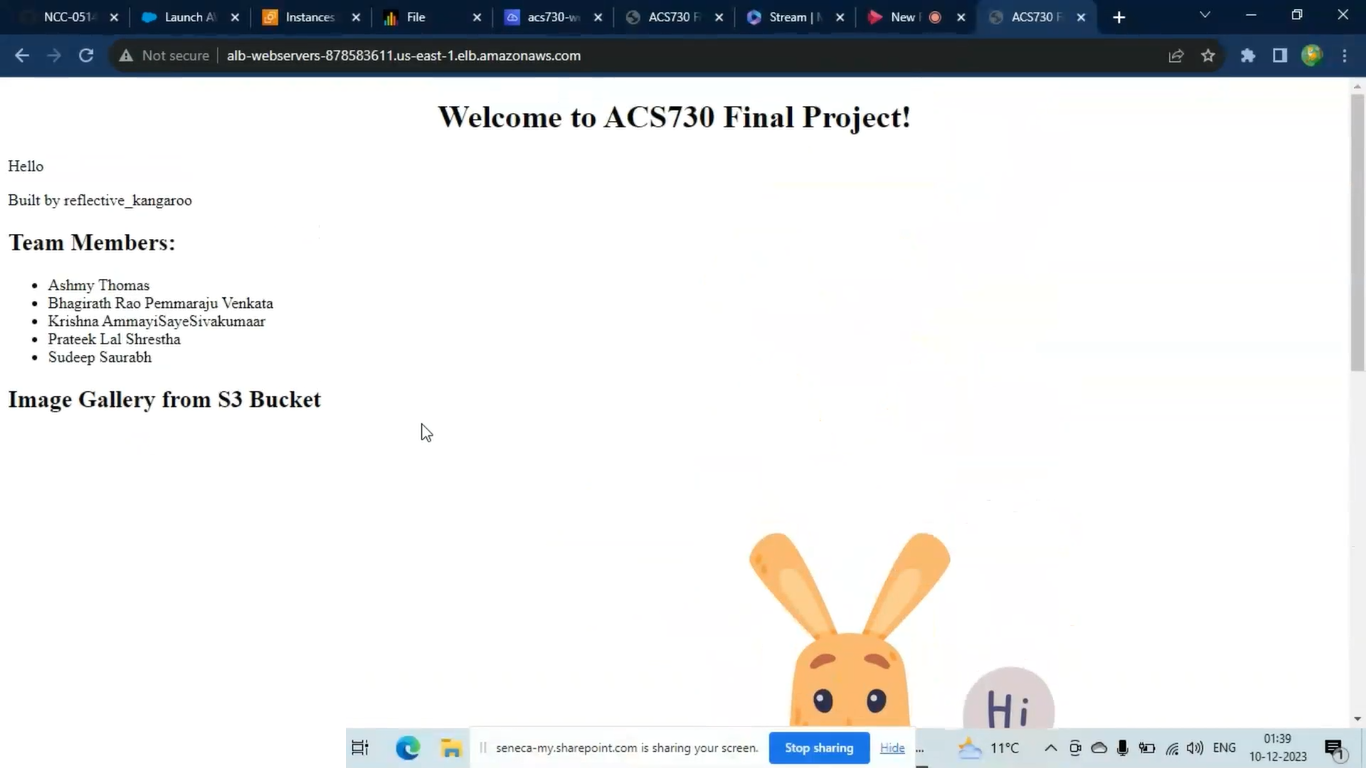 NCC-0514
Launch AV
Instances
File
acs730-we
ACS730 F
Stream | M
New
ACS730 F
Not secure
alb-webservers-878583611.us-east-1.elb.amazonaws.com
Welcome to ACS730 Final Project!
Hello
Built by reflective_kangaroo
Team Members:
• Ashmy Thomas
• Bhagirath Rao Pemmaraju Venkata
• Krishna AmmayiSayeSivakumaar
• Prateek Lal Shrestha
• Sudeep Saurabh
Image Gallery from S3 Bucket
Hi
seneca-my.sharepoint.com is sharing your screen.
Stop sharing
Hide
...
11°C
ENG
01:39
10-12-2023
1